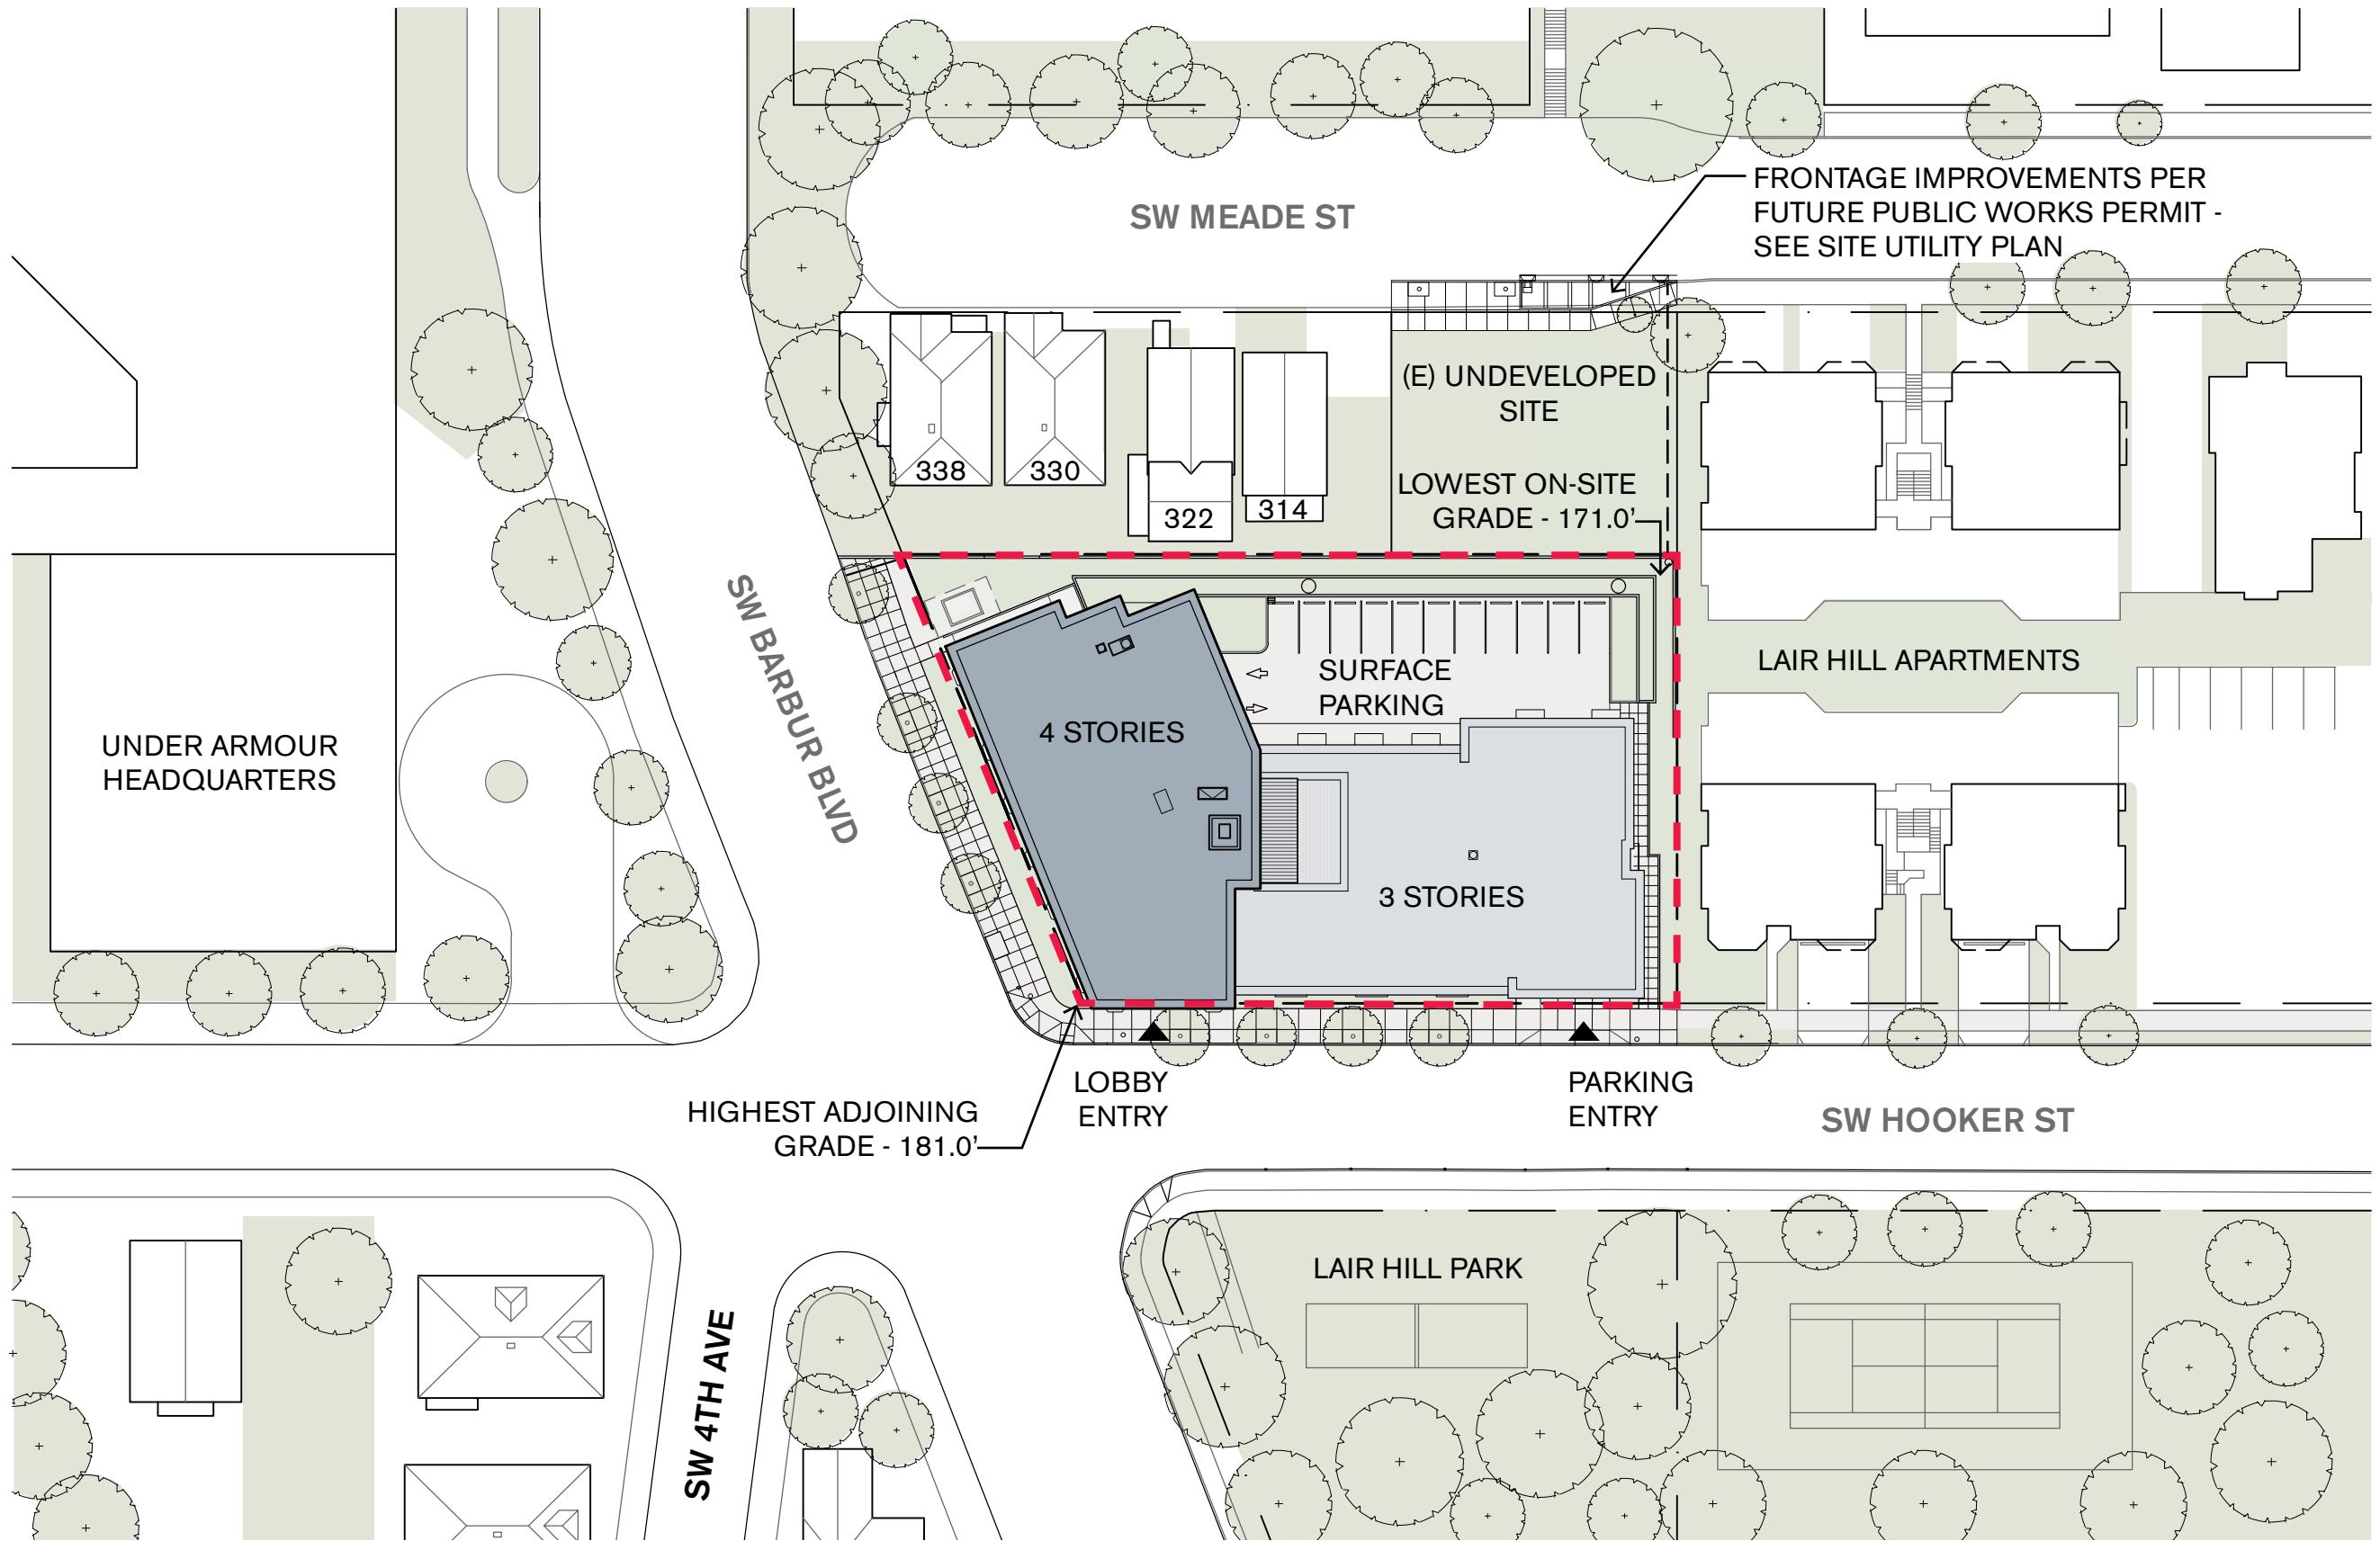 FRONTAGE IMPROVEMENTS PER
FUTURE PUBLIC WORKS PERMIT -
SEE SITE UTILITY PLAN
SW MEADE ST
(E) UNDEVELOPED
SITE
338
330
322
314
LOWEST ON-SITE
GRADE - 171.0'
SW BARBUR BLVD
SURFACE
PARKING
LAIR HILL APARTMENTS
4 STORIES
UNDER ARMOUR
HEADQUARTERS
3 STORIES
LOBBY
ENTRY
PARKING
ENTRY
HIGHEST ADJOINING
GRADE - 181.0'
SW HOOKER ST
LAIR HILL PARK
SW 4TH AVE